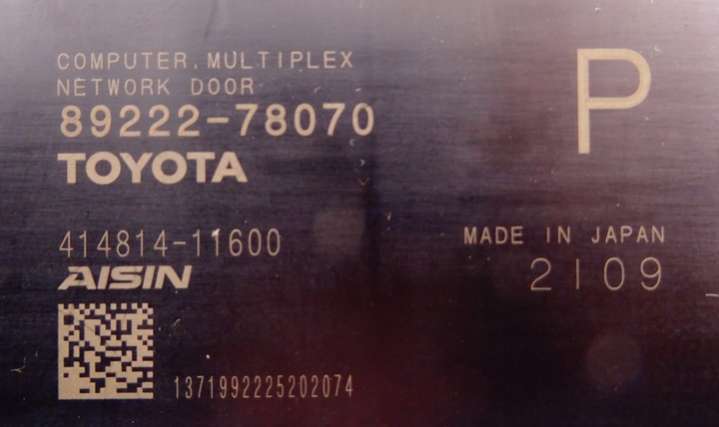 COMPUTER.MULTIPLEX
NETWORK DOOR
P
89222-78070
TOYOTA
414814-11600
MADE IN JAPAN
AISIN
2109
1371992225202074